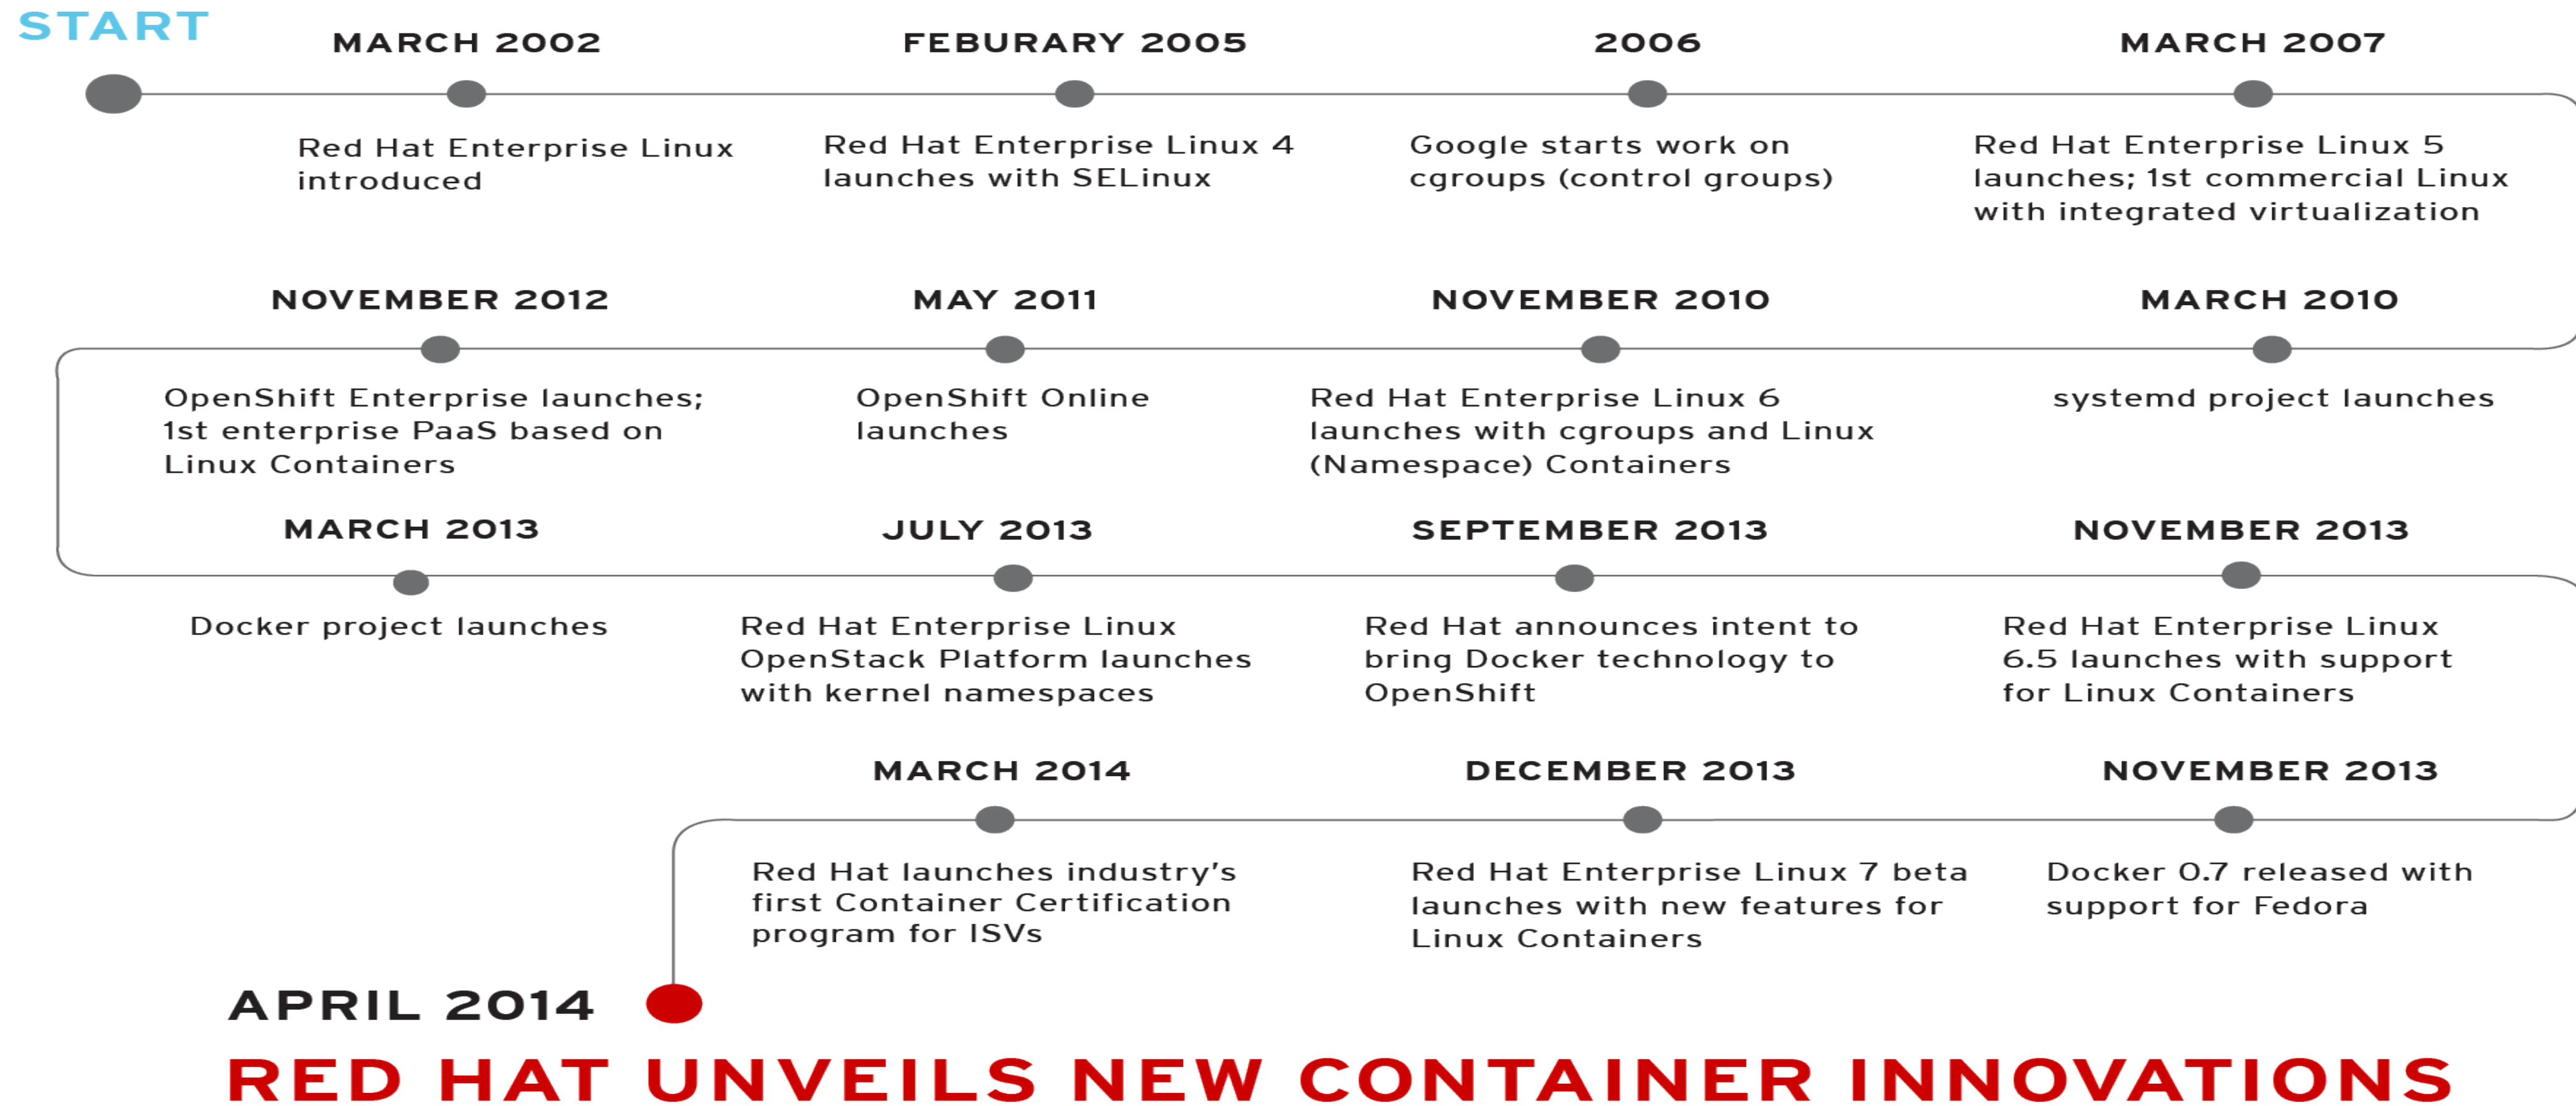 START
MARCH 2002
Red Hat Enterprise Linux
introduced
FEBURARY 2005
Red Hat Enterprise Linux 4
launches with SELinux
2006
Google starts work on
cgroups (control groups)
MARCH 2007
Red Hat Enterprise Linux 5
launches; 1st commercial Linux
with integrated virtualization
MARCH 2010
systemd project launches
NOVEMBER 2010
Red Hat Enterprise Linux 6
launches with cgroups and Linux
(Namespace) Containers
MAY 2011
OpenShift Online
launches
NOVEMBER 2012
OpenShift Enterprise launches;
1st enterprise PaaS based on
Linux Containers
MARCH 2013
Docker project launches
JULY 2013
Red Hat Enterprise Linux
OpenStack Platform launches
with kernel namespaces
SEPTEMBER 2013
Red Hat announces intent to
bring Docker technology to
OpenShift
NOVEMBER 2013
Red Hat Enterprise Linux
6.5 launches with support
for Linux Containers
NOVEMBER 2013
Docker 0.7 released with
support for Fedora
DECEMBER 2013
Red Hat Enterprise Linux 7 beta
launches with new features for
Linux Containers
MARCH 2014
Red Hat launches industry's
first Container Certification
program for ISVs
APRIL 2014
RED HAT UNVEILS NEW CONTAINER INNOVATIONS